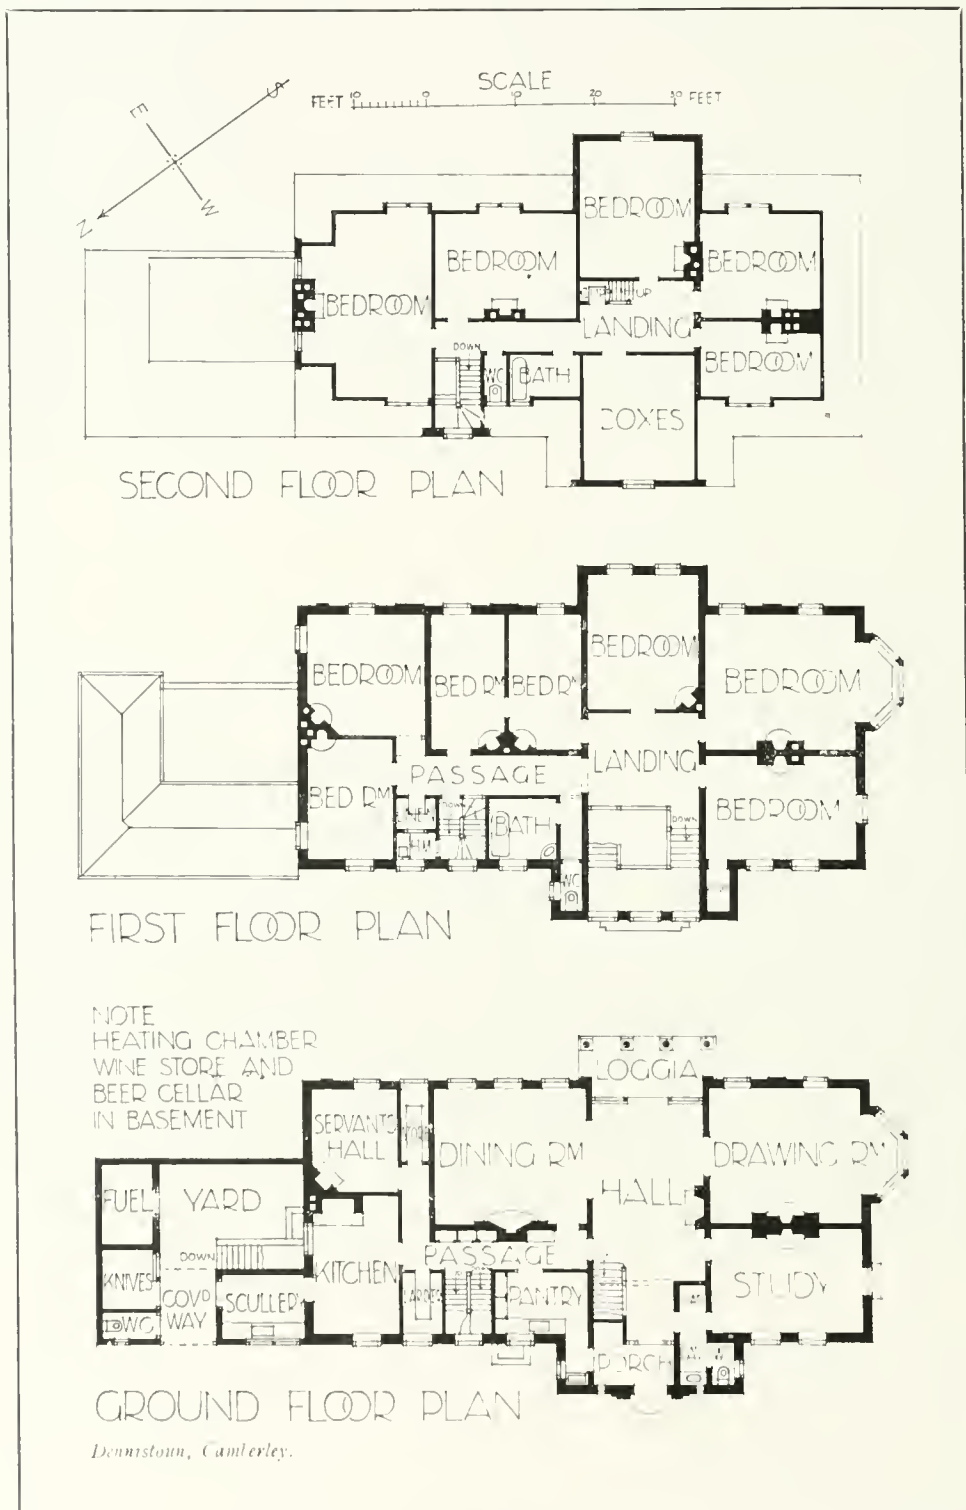 SCALE
FEET 10 0 10 20 30 FEET
S
E
W
N
BEDROOM
BEDROOM
BEDROOM
BEDROOM
BEDROOM
UP
LANDING
DOWN
WC
BATH
BEDROOM
SECOND FLOOR PLAN
BEDROOM
BED RM
BED RM
BEDROOM
BEDROOM
PASSAGE
LANDING
BED RM
DOWN
BATH
DOWN
BEDROOM
H.M.
WC
FIRST FLOOR PLAN
NOTE
HEATING CHAMBER
WINE STORE AND
BEER CELLAR
IN BASEMENT
LOGGIA
SERVANTS
HALL
DINING RM
DRAWING RM
HALL
FUEL
YARD
DOWN
PASSAGE
KITCHEN
KNIVES
COVD
WAY
SCULLERY
LARDER
PANTRY
STUDY
WC
PORCH
GROUND FLOOR PLAN
Dennistoun, Camberley.